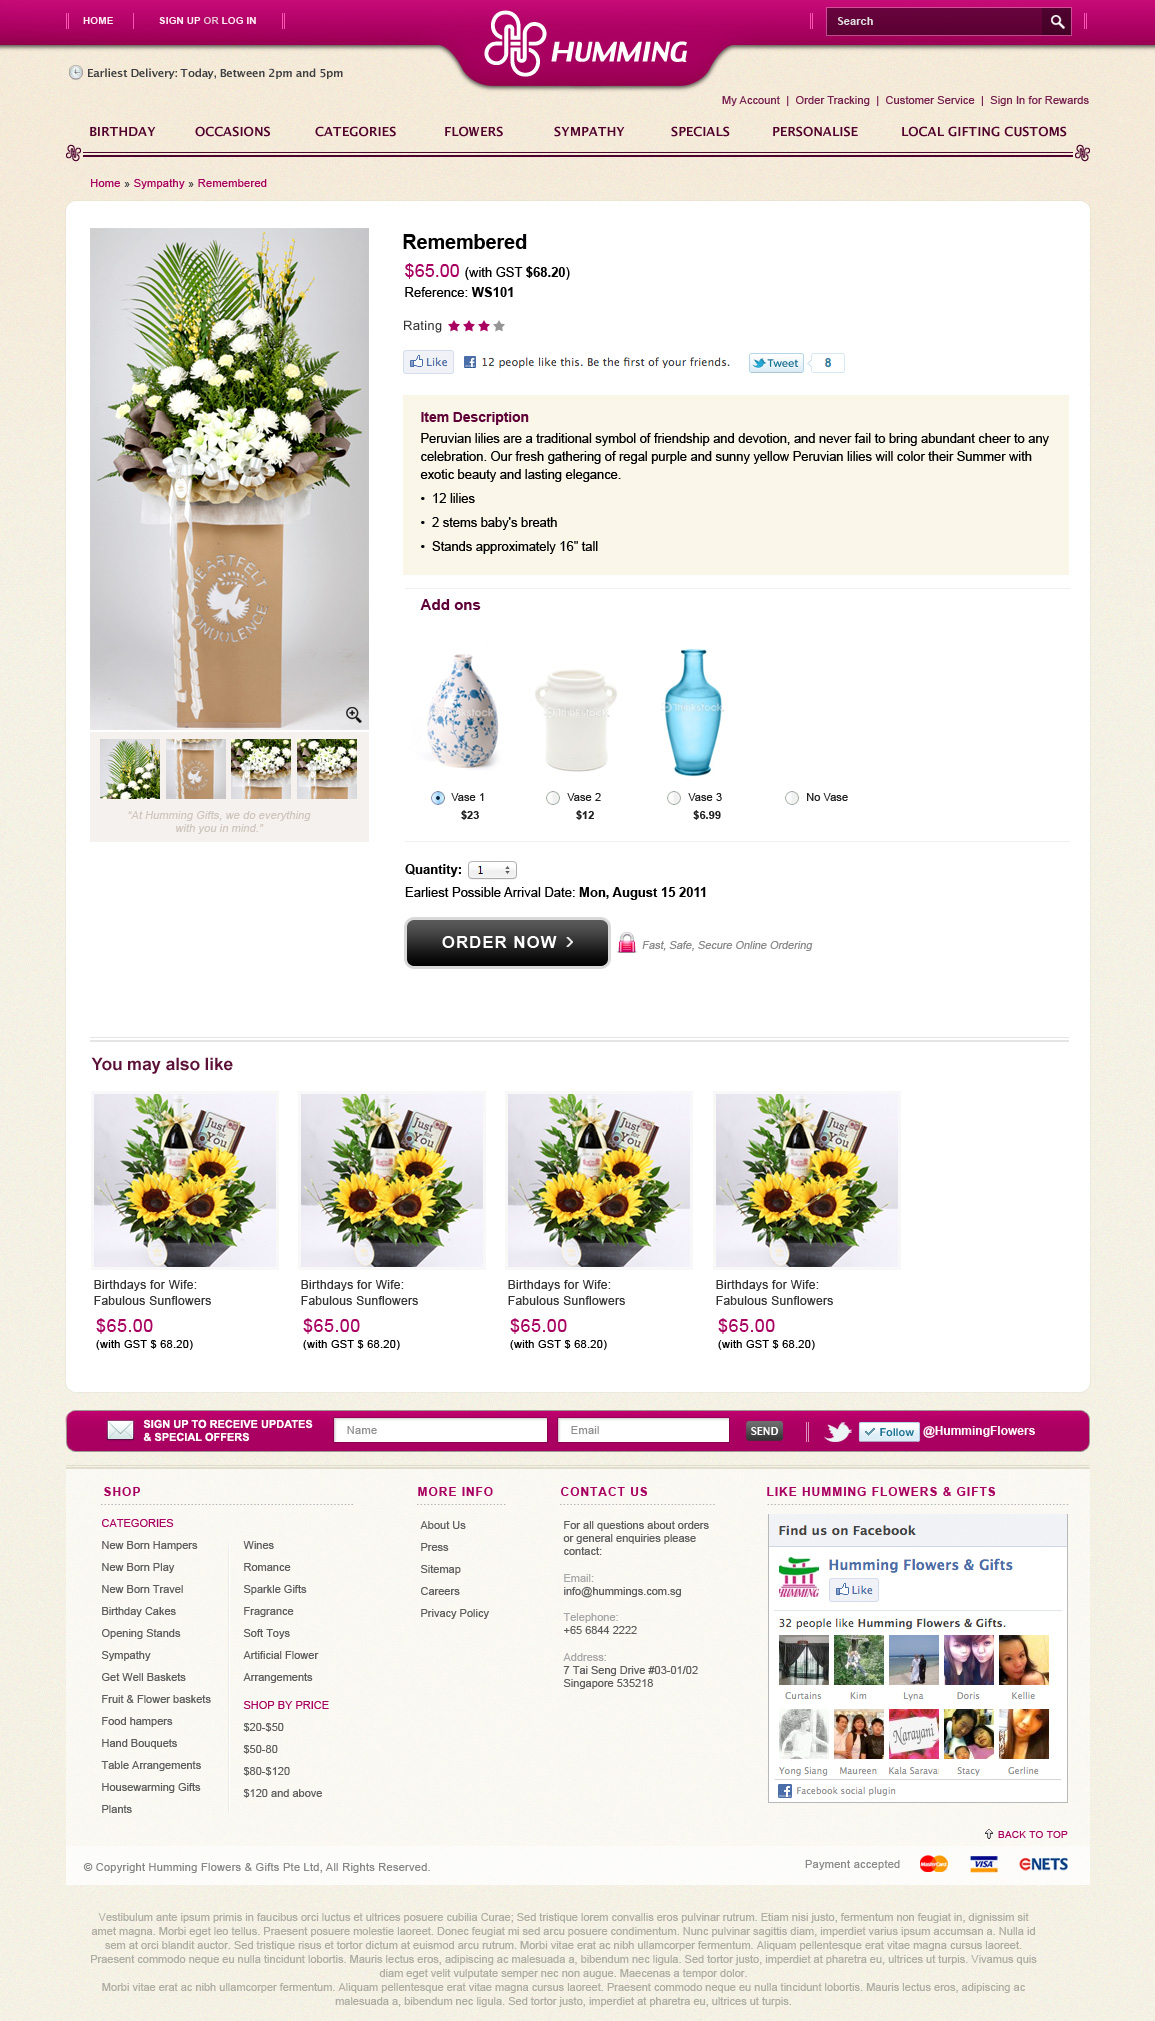 HOME
SIGN UP OR LOG IN
HUMMING
Search
Earliest Delivery: Today, Between 2pm and 5pm
My Account | Order Tracking | Customer Service | Sign In for Rewards
BIRTHDAY OCCASIONS CATEGORIES FLOWERS SYMPATHY SPECIALS PERSONALISE LOCAL GIFTING CUSTOMS
Home » Sympathy » Remembered
Remembered
$65.00 (with GST $68.20)
Reference: WS101
Rating
Like
12 people like this. Be the first of your friends.
Tweet 8
Item Description
Peruvian lilies are a traditional symbol of friendship and devotion, and never fail to bring abundant cheer to any
celebration. Our fresh gathering of regal purple and sunny yellow Peruvian lilies will color their Summer with
exotic beauty and lasting elegance.
• 12 lilies
• 2 stems baby's breath
• Stands approximately 16" tall
HEARTFELT
CONDOLENCE
"At Humming Gifts, we do everything
with you in mind."
Add ons
Thinkstock Thinkstock Thinkstock
Vase 1 Vase 2 Vase 3 No Vase
$23 $12 $6.99
Quantity: 1
Earliest Possible Arrival Date: Mon, August 15 2011
ORDER NOW ›
Fast, Safe, Secure Online Ordering
You may also like
Just for You Just for You Just for You Just for You
Birthdays for Wife: Birthdays for Wife: Birthdays for Wife: Birthdays for Wife:
Fabulous Sunflowers Fabulous Sunflowers Fabulous Sunflowers Fabulous Sunflowers
$65.00 $65.00 $65.00 $65.00
(with GST $ 68.20) (with GST $ 68.20) (with GST $ 68.20) (with GST $ 68.20)
SIGN UP TO RECEIVE UPDATES
& SPECIAL OFFERS
Name
Email
SEND
Follow @HummingFlowers
SHOP
CATEGORIES
New Born Hampers
New Born Play
New Born Travel
Birthday Cakes
Opening Stands
Sympathy
Get Well Baskets
Fruit & Flower baskets
Food hampers
Hand Bouquets
Table Arrangements
Housewarming Gifts
Plants
Wines
Romance
Sparkle Gifts
Fragrance
Soft Toys
Artificial Flower
Arrangements
SHOP BY PRICE
$20-$50
$50-80
$80-$120
$120 and above
MORE INFO
About Us
Press
Sitemap
Careers
Privacy Policy
CONTACT US
For all questions about orders
or general enquiries please
contact:
Email:
info@hummings.com.sg
Telephone:
+65 6844 2222
Address:
7 Tai Seng Drive #03-01/02
Singapore 535218
LIKE HUMMING FLOWERS & GIFTS
Find us on Facebook
HUMMING
Humming Flowers & Gifts
Like
32 people like Humming Flowers & Gifts.
Curtains Kim Lyna Doris Kellie
Narayani
Yong Siang Maureen Kala Sarava Stacy Gerline
Facebook social plugin
BACK TO TOP
© Copyright Humming Flowers & Gifts Pte Ltd, All Rights Reserved.
Payment accepted MasterCard VISA eNETS
Vestibulum ante ipsum primis in faucibus orci luctus et ultrices posuere cubilia Curae; Sed tristique lorem convallis eros pulvinar rutrum. Etiam nisi justo, fermentum non feugiat in, dignissim sit
amet magna. Morbi eget leo tellus. Praesent posuere molestie laoreet. Donec feugiat mi sed arcu posuere condimentum. Nunc pulvinar sagittis diam, imperdiet varius ipsum accumsan a. Nulla id
sem at orci blandit auctor. Sed tristique risus et tortor dictum at euismod arcu rutrum. Morbi vitae erat ac nibh ullamcorper fermentum. Aliquam pellentesque erat vitae magna cursus laoreet.
Praesent commodo neque eu nulla tincidunt lobortis. Mauris lectus eros, adipiscing ac malesuada a, bibendum nec ligula. Sed tortor justo, imperdiet at pharetra eu, ultrices ut turpis. Vivamus quis
diam eget velit vulputate semper nec non augue. Maecenas a tempor dolor.
Morbi vitae erat ac nibh ullamcorper fermentum. Aliquam pellentesque erat vitae magna cursus laoreet. Praesent commodo neque eu nulla tincidunt lobortis. Mauris lectus eros, adipiscing ac
malesuada a, bibendum nec ligula. Sed tortor justo, imperdiet at pharetra eu, ultrices ut turpis.